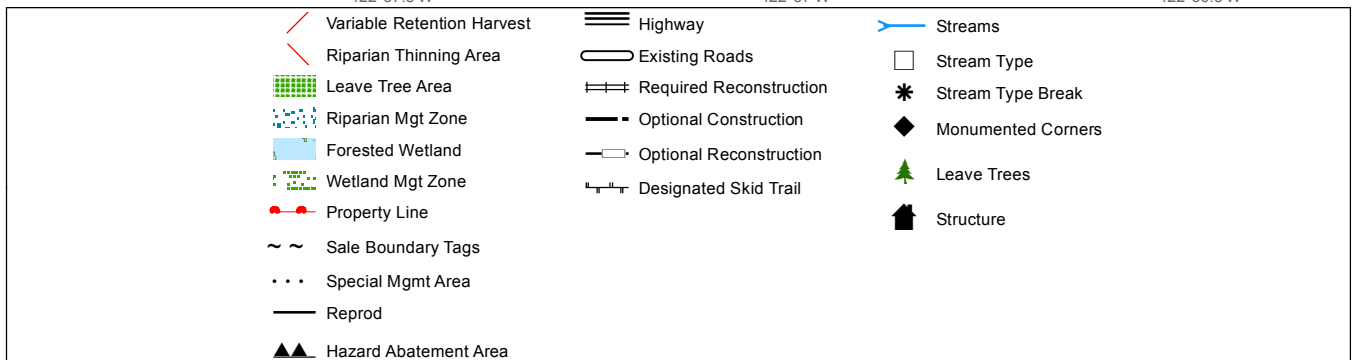 Variable Retention Harvest
Riparian Thinning Area
Leave Tree Area
Riparian Mgt Zone
Forested Wetland
Wetland Mgt Zone
Property Line
Sale Boundary Tags
Special Mgmt Area
Reprod
Hazard Abatement Area
Highway
Existing Roads
Required Reconstruction
Optional Construction
Optional Reconstruction
Designated Skid Trail
Streams
Stream Type
Stream Type Break
Monumented Corners
Leave Trees
Structure